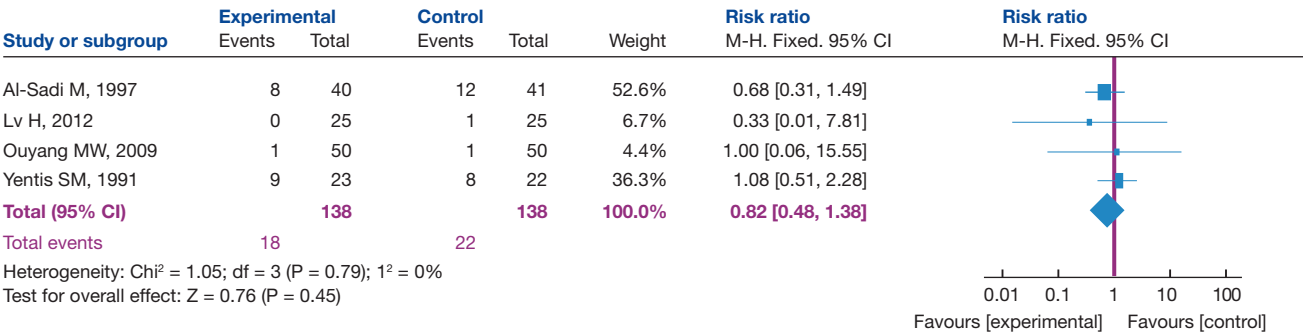 Experimental Control Risk ratio Risk ratio
Study or subgroup Events Total Events Total Weight M-H. Fixed. 95% CI M-H. Fixed. 95% CI
Al-Sadi M, 1997 8 40 12 41 52.6% 0.68 [0.31, 1.49]
Lv H, 2012 0 25 1 25 6.7% 0.33 [0.01, 7.81]
Ouyang MW, 2009 1 50 1 50 4.4% 1.00 [0.06, 15.55]
Yentis SM, 1991 9 23 8 22 36.3% 1.08 [0.51, 2.28]
Total (95% CI) 138 138 100.0% 0.82 [0.48, 1.38]
Total events 18 22
Heterogeneity: Chi² = 1.05; df = 3 (P = 0.79); 1² = 0%
Test for overall effect: Z = 0.76 (P = 0.45)
0.01 0.1 1 10 100
Favours [experimental] Favours [control]